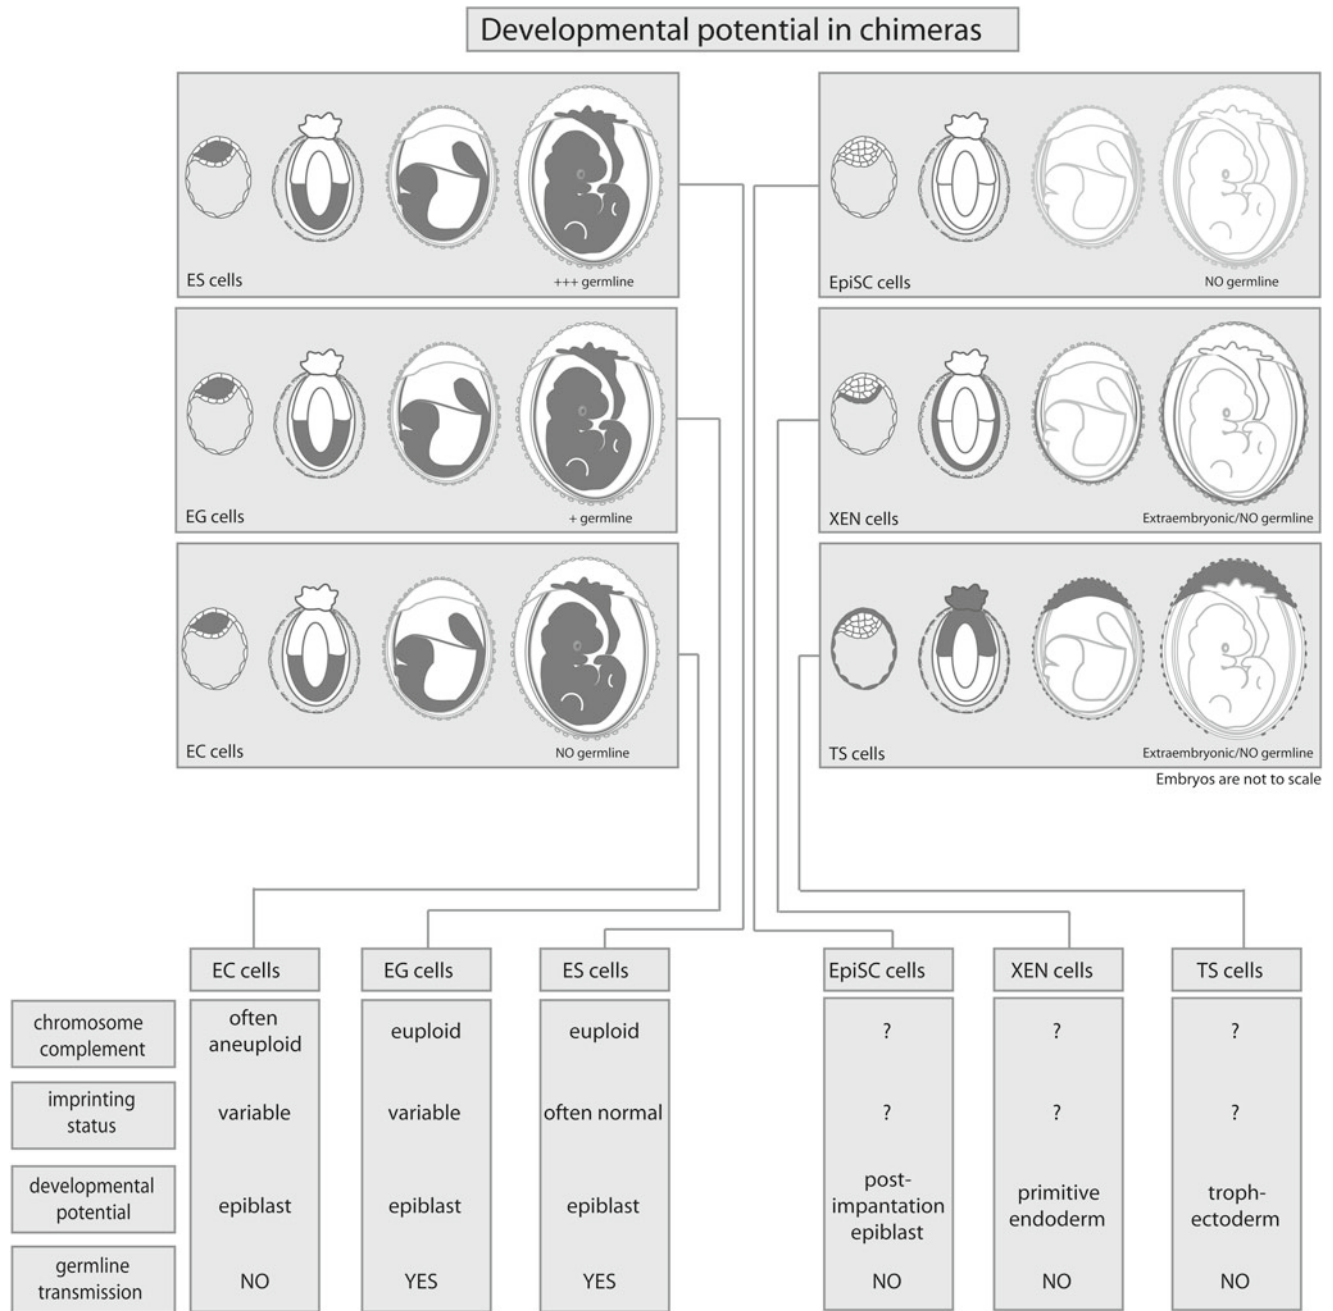 Developmental potential in chimeras
ES cells
+++ germline
EG cells
+ germline
EC cells
NO germline
EpiSC cells
NO germline
XEN cells
Extraembryonic/NO germline
TS cells
Extraembryonic/NO germline
Embryos are not to scale
EC cells
EG cells
ES cells
EpiSC cells
XEN cells
TS cells
chromosome
complement
often
aneuploid
euploid
euploid
?
?
?
imprinting
status
variable
variable
often normal
?
?
?
developmental
potential
epiblast
epiblast
epiblast
post-
impantation
epiblast
primitive
endoderm
troph-
ectoderm
germline
transmission
NO
YES
YES
NO
NO
NO